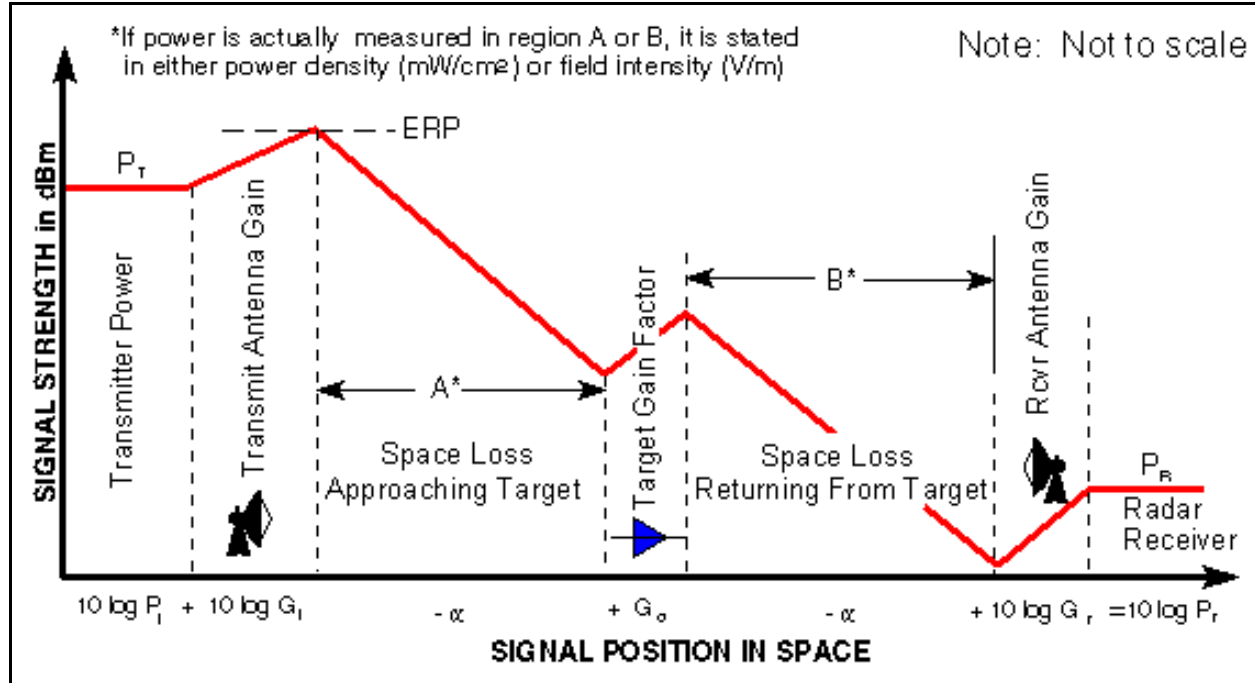 *If power is actually measured in region A or B, it is stated
in either power density (mW/cm2) or field intensity (V/m)
Note: Not to scale
ERP
PT
SIGNAL STRENGTH in dBm
Transmitter Power
Transmit Antenna Gain
A*
Space Loss
Approaching Target
Target Gain Factor
B*
Space Loss
Returning From Target
Rcvr Antenna Gain
PR
Radar
Receiver
10 log Pt + 10 log Gt - α + Gσ - α + 10 log Gr = 10 log Pr
SIGNAL POSITION IN SPACE